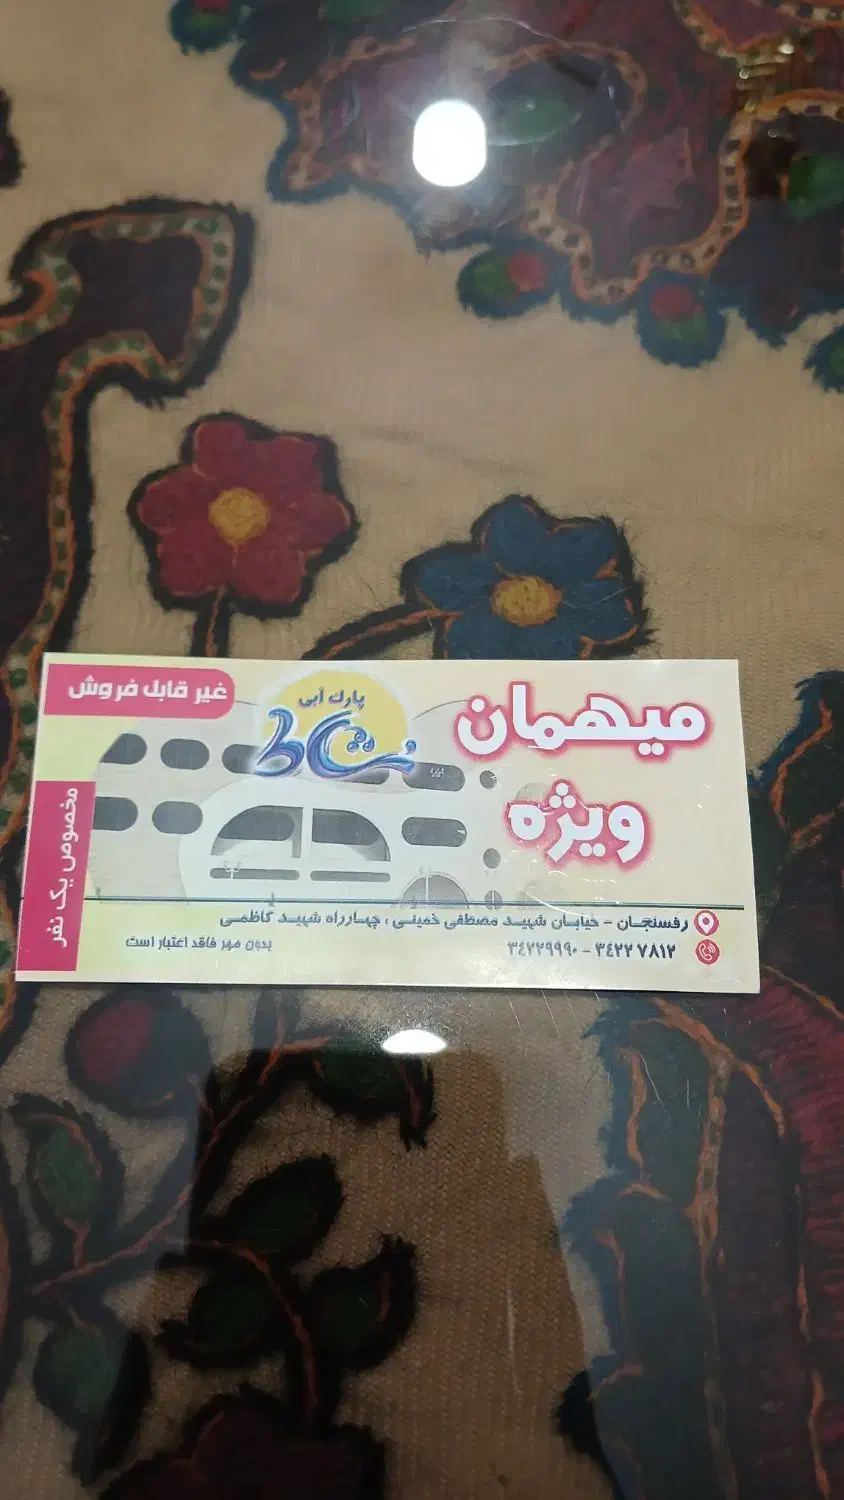 میهمان
ویژه
پارک آبی
نشاط
غیر قابل فروش
مخصوص یک نفر
رفسنجان - خیابان شهید مصطفی خمینی ، چهارراه شهید کاظمی
۳۴۲۲۷۸۱۲ - ۳۴۲۲۹۹۹۰
بدون مهر فاقد اعتبار است